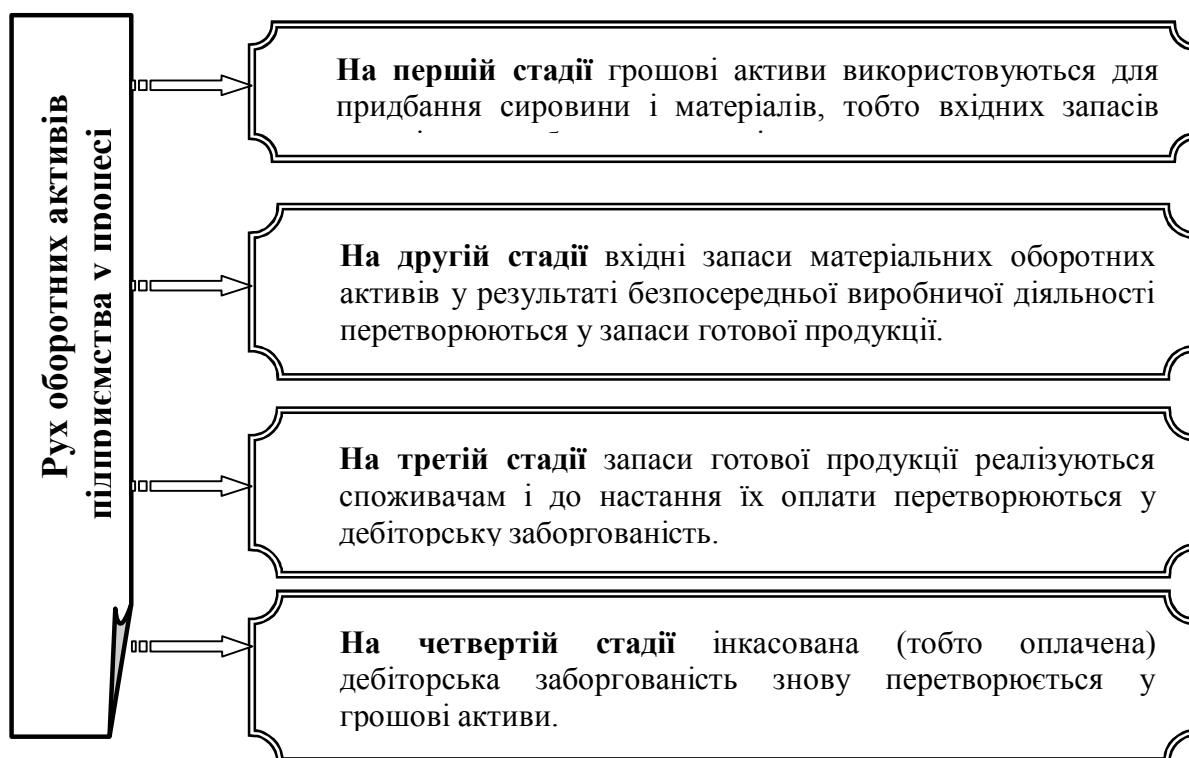 Рух оборотних активів
підприємства у процесі
На першій стадії грошові активи використовуються для
придбання сировини і матеріалів, тобто вхідних запасів
На другій стадії вхідні запаси матеріальних оборотних
активів у результаті безпосередньої виробничої діяльності
перетворюються у запаси готової продукції.
На третій стадії запаси готової продукції реалізуються
споживачам і до настання їх оплати перетворюються у
дебіторську заборгованість.
На четвертій стадії інкасована (тобто оплачена)
дебіторська заборгованість знову перетворюється у
грошові активи.